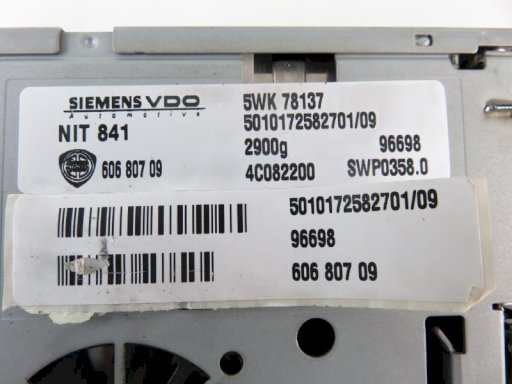 SIEMENS VDO
Automotive
5WK 78137
NIT 841
5010172582701/09
2900g 96698
606 807 09
4C082200 SWP0358.0
5010172582701/09
96698
606 807 09